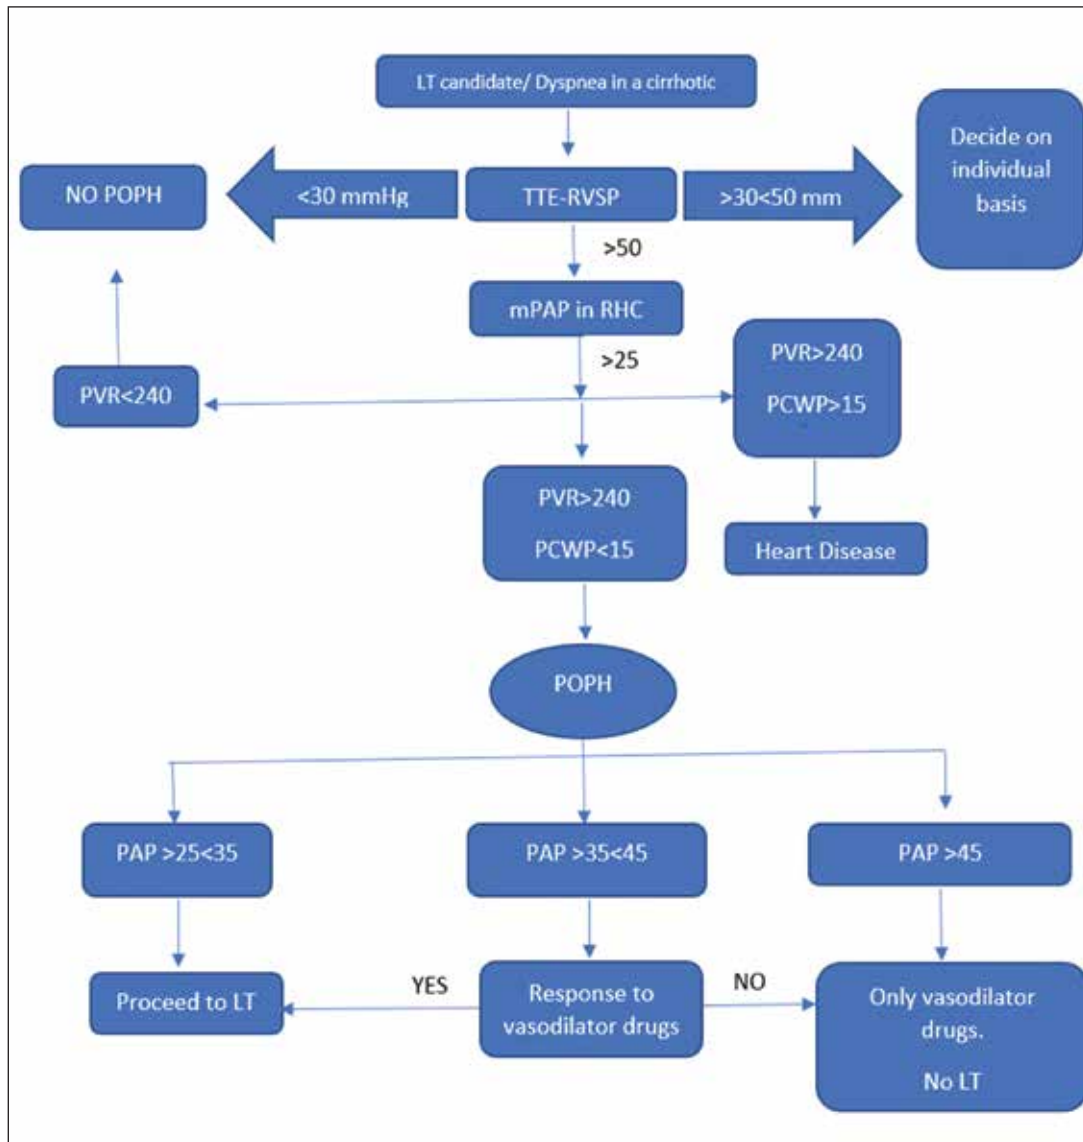 LT candidate/ Dyspnea in a cirrhotic
Decide on
individual
basis
NO POPH
<30 mmHg
TTE-RVSP
>30<50 mm
>50
mPAP in RHC
>25
PVR<240
PVR>240
PCWP>15
PVR>240
PCWP<15
Heart Disease
POPH
PAP >25<35
PAP >35<45
PAP >45
Proceed to LT
YES
Response to
vasodilator drugs
NO
Only vasodilator
drugs.
No LT